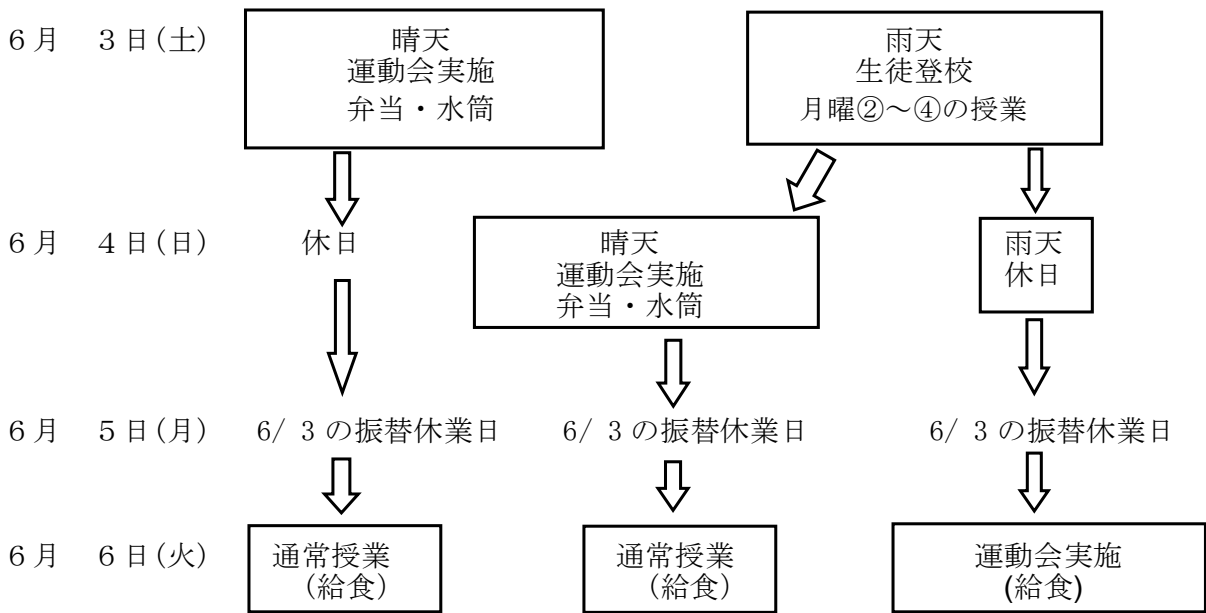 ６月　３日(土)
晴天
運動会実施
弁当・水筒
雨天
生徒登校
月曜②～④の授業
６月　４日(日)
休日
晴天
運動会実施
弁当・水筒
雨天
休日
６月　５日(月)
6/ 3の振替休業日
6/ 3の振替休業日
6/ 3の振替休業日
６月　６日(火)
通常授業
(給食)
通常授業
(給食)
運動会実施
(給食)